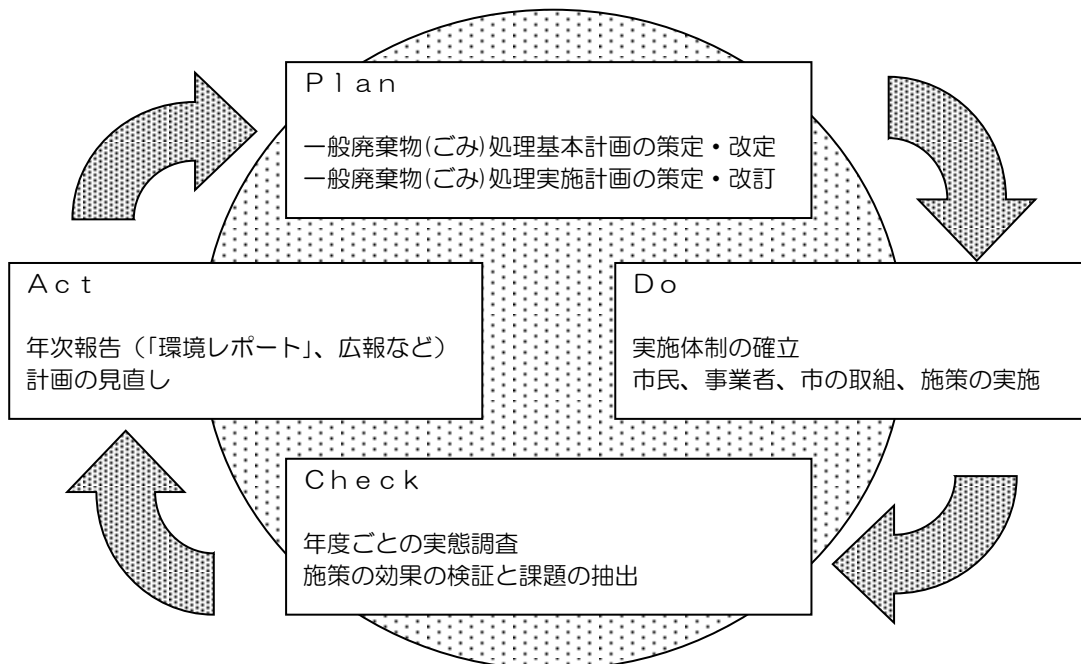 Plan
一般廃棄物(ごみ)処理基本計画の策定・改定
一般廃棄物(ごみ)処理実施計画の策定・改訂
Act
年次報告（「環境レポート」、広報など）
計画の見直し
Do
実施体制の確立
市民、事業者、市の取組、施策の実施
Check
年度ごとの実態調査
施策の効果の検証と課題の抽出